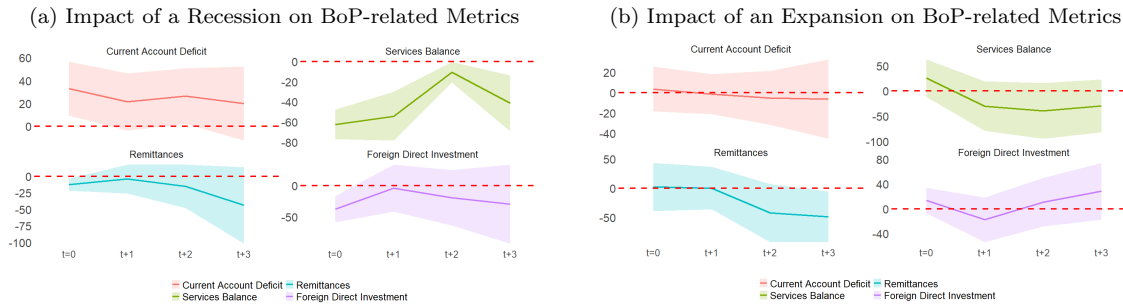 (a) Impact of a Recession on BoP-related Metrics
Current Account Deficit
Services Balance
60
40
20
0
0
-20
-40
-60
-80
Remittances
Foreign Direct Investment
0
-25
-50
-75
-100
0
-50
t=0 t+1 t+2 t+3
t=0 t+1 t+2 t+3
Current Account Deficit Remittances
Services Balance Foreign Direct Investment
(b) Impact of an Expansion on BoP-related Metrics
Current Account Deficit
Services Balance
20
0
-20
-40
50
0
-50
-100
Remittances
Foreign Direct Investment
50
0
-50
80
40
0
-40
t=0 t+1 t+2 t+3
t=0 t+1 t+2 t+3
Current Account Deficit Remittances
Services Balance Foreign Direct Investment